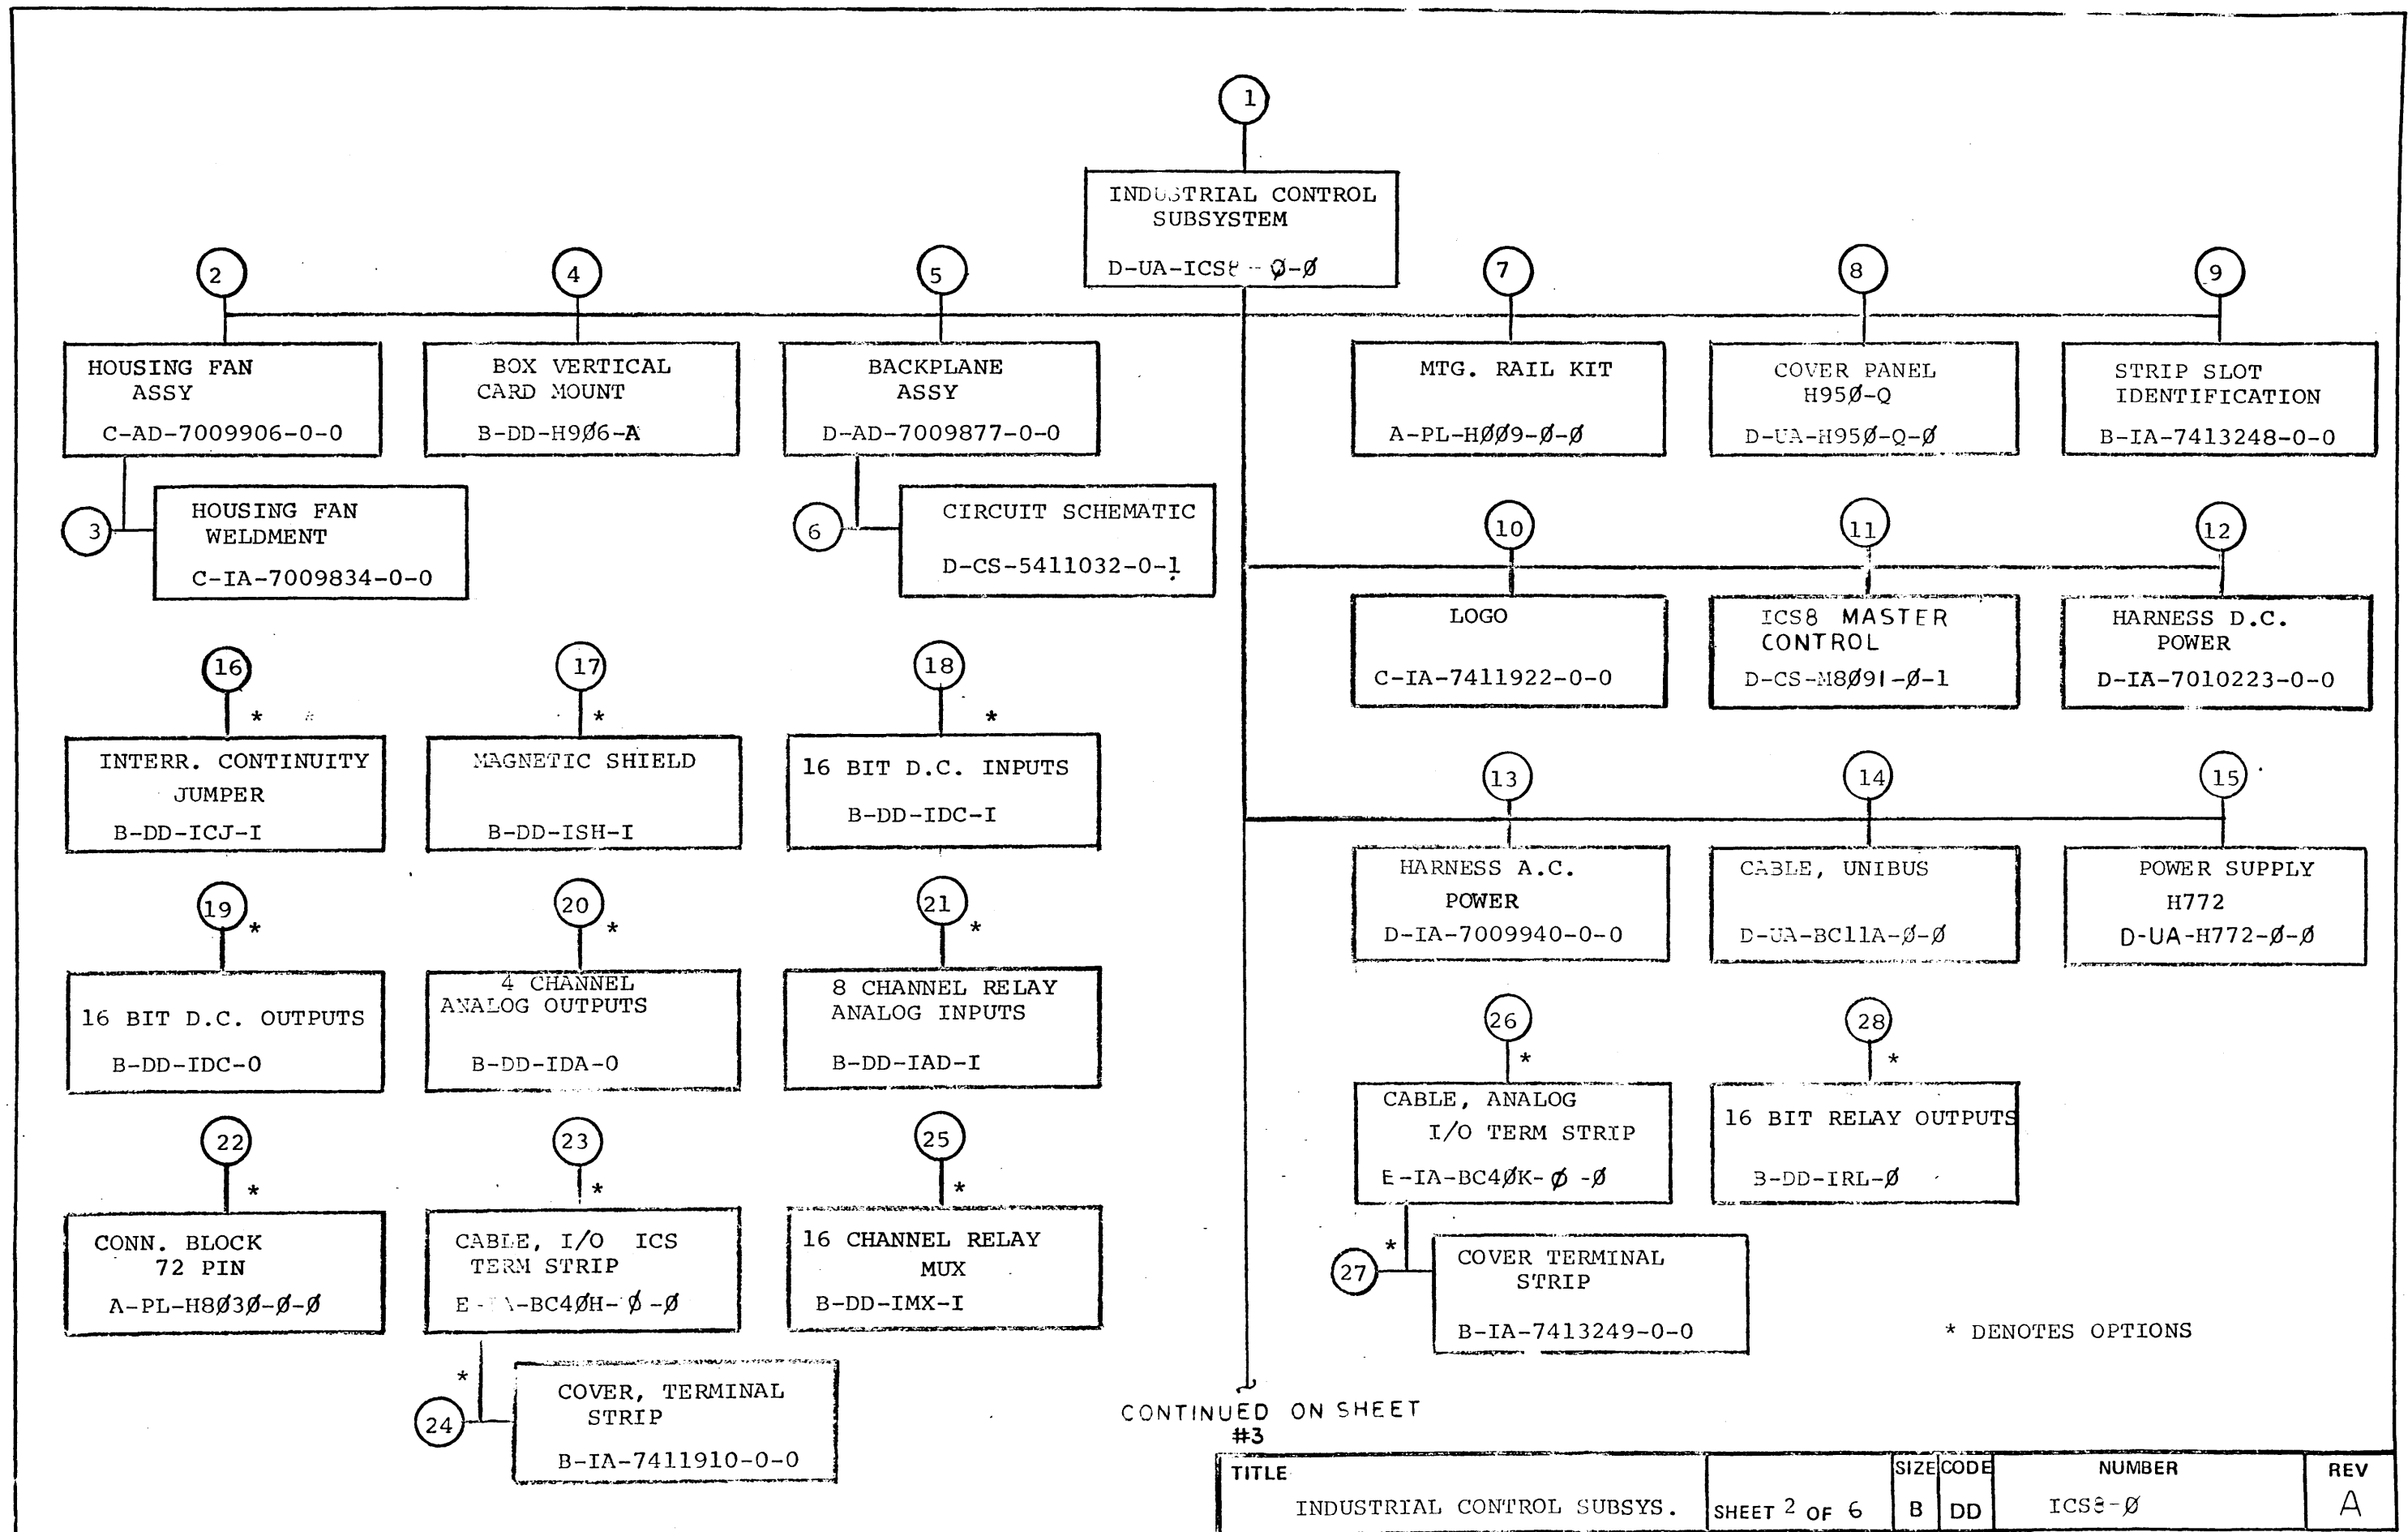 1
INDUSTRIAL CONTROL
SUBSYSTEM
D-UA-ICS8-Ø-Ø
2
HOUSING FAN
ASSY
C-AD-7009906-0-0
3
HOUSING FAN
WELDMENT
C-IA-7009834-0-0
4
BOX VERTICAL
CARD MOUNT
B-DD-H9Ø6-A
5
BACKPLANE
ASSY
D-AD-7009877-0-0
6
CIRCUIT SCHEMATIC
D-CS-5411032-0-1
7
MTG. RAIL KIT
A-PL-HØØ9-Ø-Ø
8
COVER PANEL
H95Ø-Q
D-UA-H95Ø-Q-Ø
9
STRIP SLOT
IDENTIFICATION
B-IA-7413248-0-0
10
LOGO
C-IA-7411922-0-0
11
ICS8 MASTER
CONTROL
D-CS-M8Ø91-Ø-1
12
HARNESS D.C.
POWER
D-IA-7010223-0-0
13
HARNESS A.C.
POWER
D-IA-7009940-0-0
14
CABLE, UNIBUS
D-UA-BC11A-Ø-Ø
15
POWER SUPPLY
H772
D-UA-H772-Ø-Ø
16
*
INTERR. CONTINUITY
JUMPER
B-DD-ICJ-I
17
*
MAGNETIC SHIELD
B-DD-ISH-I
18
*
16 BIT D.C. INPUTS
B-DD-IDC-I
19
*
16 BIT D.C. OUTPUTS
B-DD-IDC-O
20
*
4 CHANNEL
ANALOG OUTPUTS
B-DD-IDA-O
21
*
8 CHANNEL RELAY
ANALOG INPUTS
B-DD-IAD-I
22
*
CONN. BLOCK
72 PIN
A-PL-H8Ø3Ø-Ø-Ø
23
*
CABLE, I/O ICS
TERM STRIP
E-IA-BC4ØH-Ø-Ø
24
*
COVER, TERMINAL
STRIP
B-IA-7411910-0-0
25
*
16 CHANNEL RELAY
MUX
B-DD-IMX-I
26
*
CABLE, ANALOG
I/O TERM STRIP
E-IA-BC4ØK-Ø-Ø
27
*
COVER TERMINAL
STRIP
B-IA-7413249-0-0
28
*
16 BIT RELAY OUTPUTS
B-DD-IRL-Ø
* DENOTES OPTIONS
CONTINUED ON SHEET
#3
TITLE
INDUSTRIAL CONTROL SUBSYS.
SHEET 2 OF 6
SIZE
B
CODE
DD
NUMBER
ICS8-Ø
REV
A